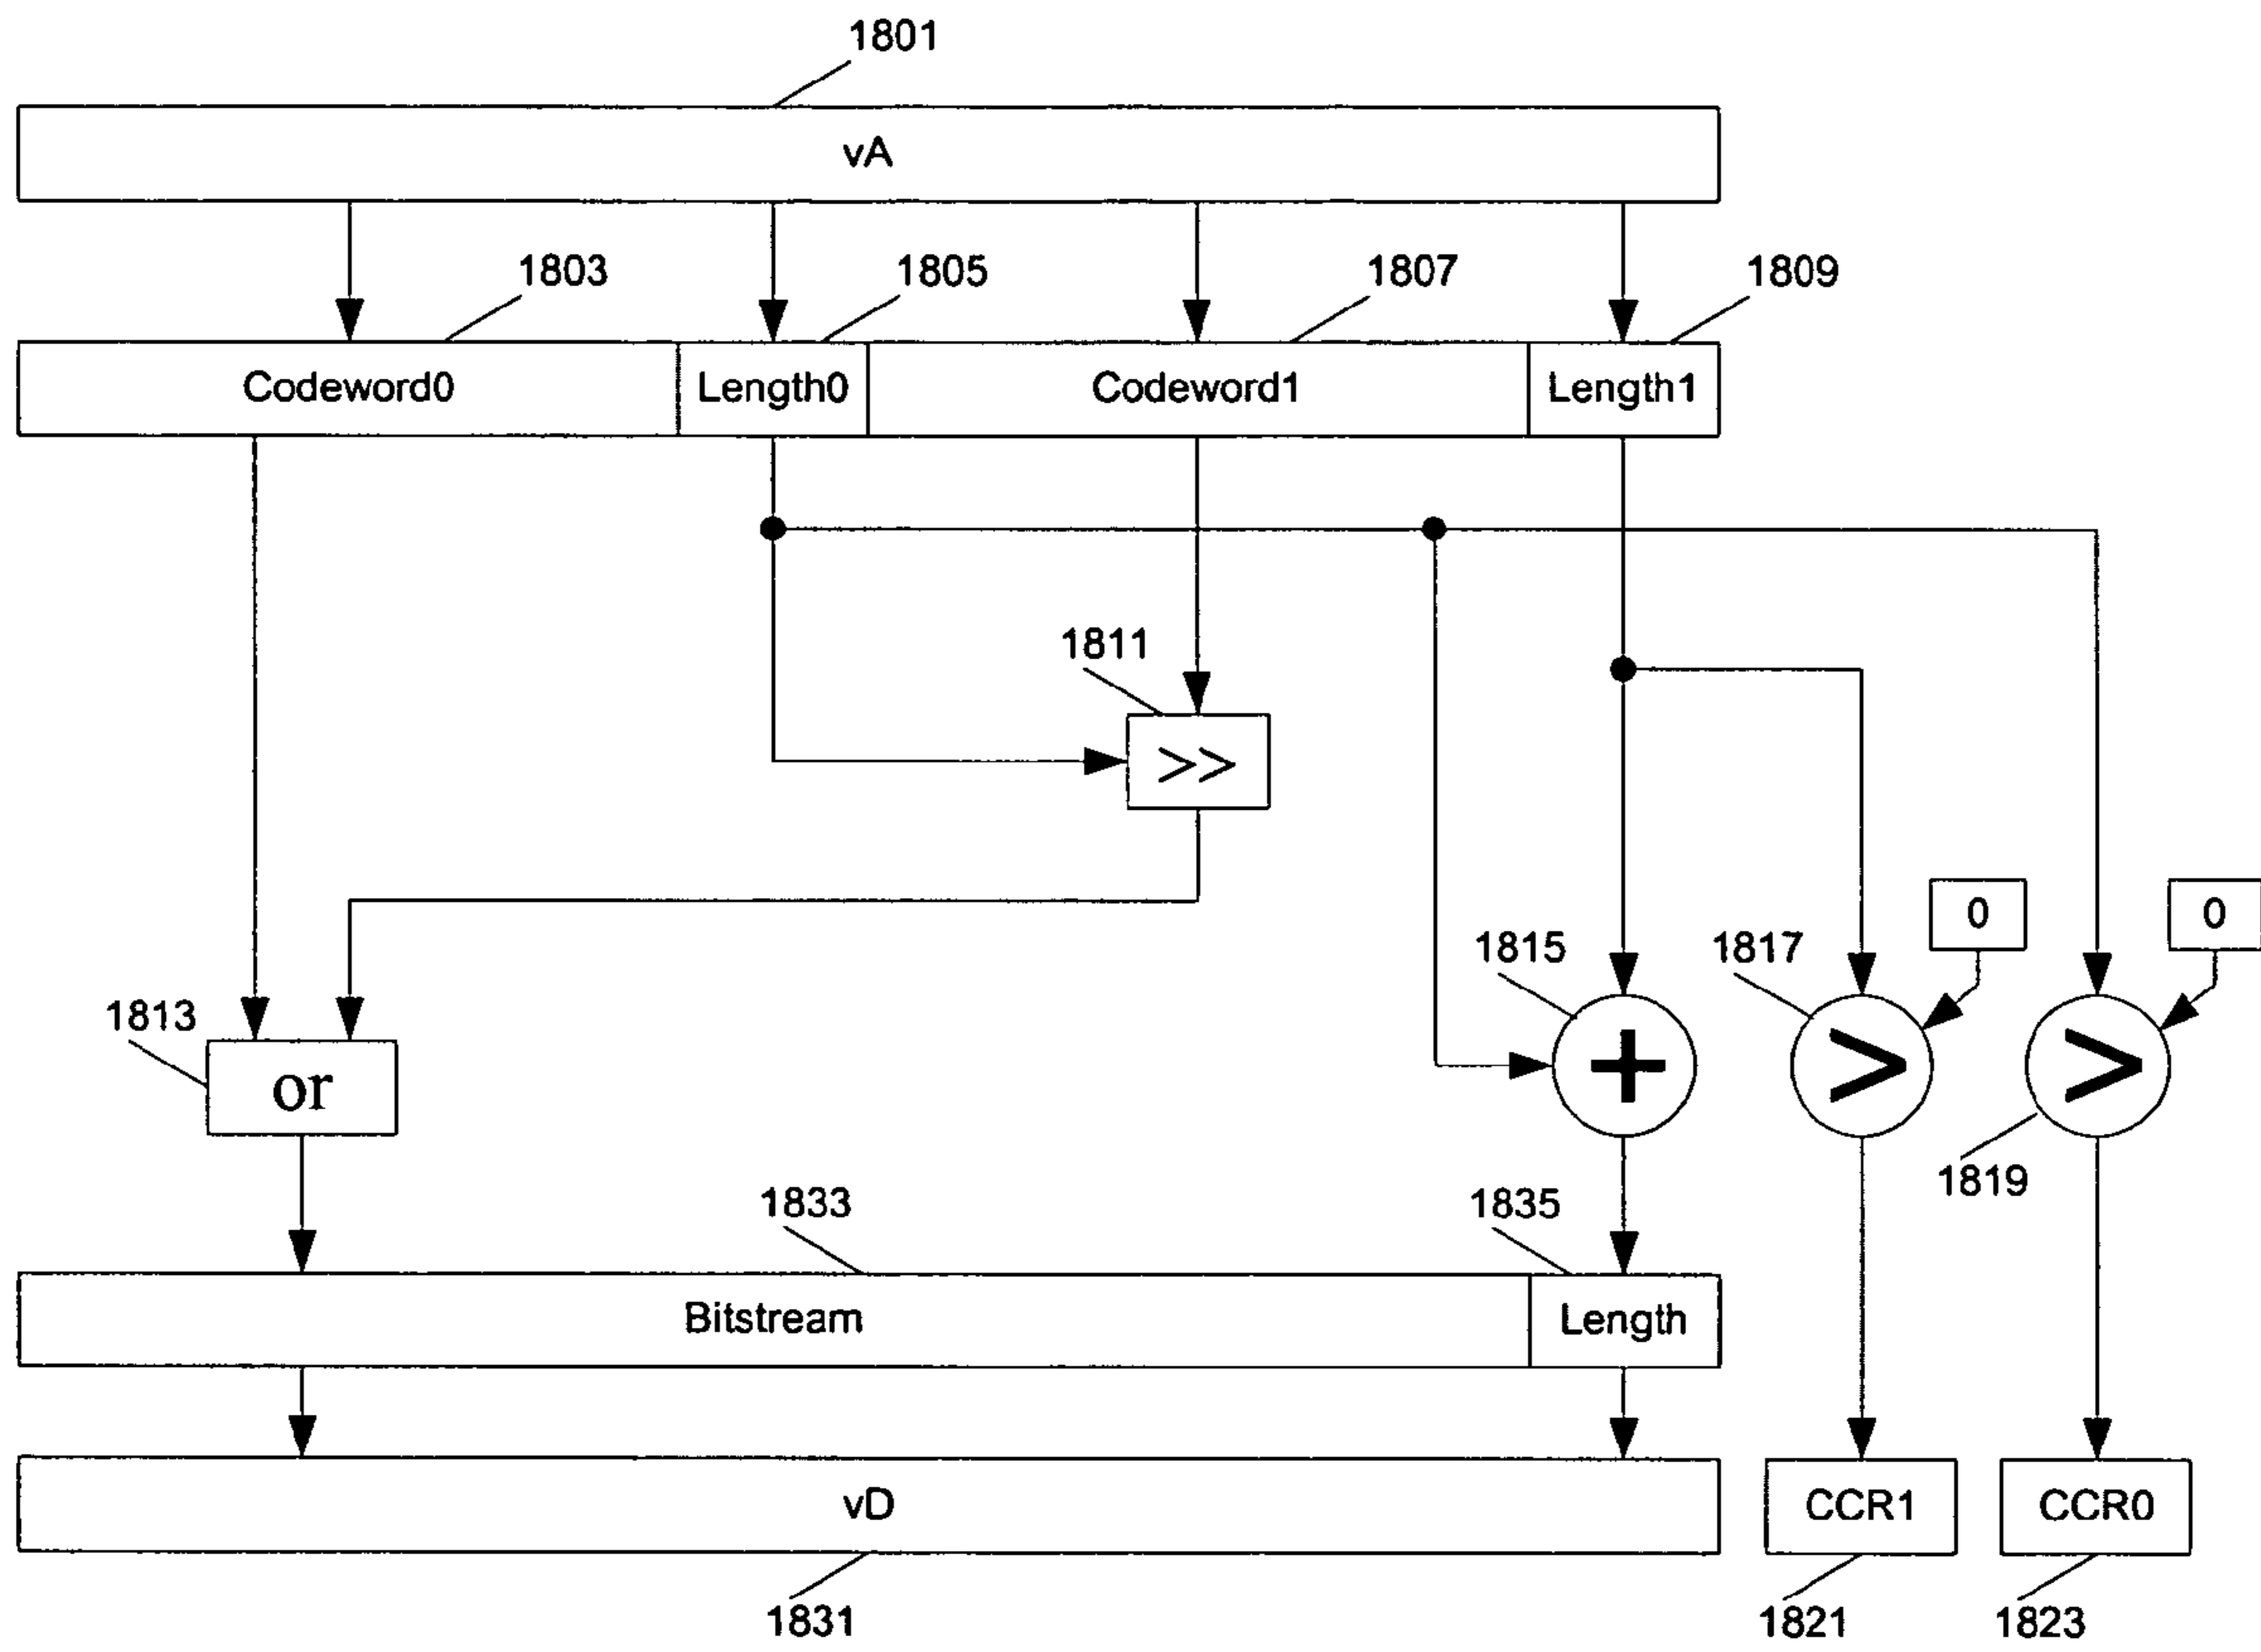 1801
vA
1803 1805 1807 1809
Codeword0 Length0 Codeword1 Length1
1811
>>
0 0
1815 1817
1813
or + > >
1819
1833 1835
Bitstream Length
vD CCR1 CCR0
1831 1821 1823